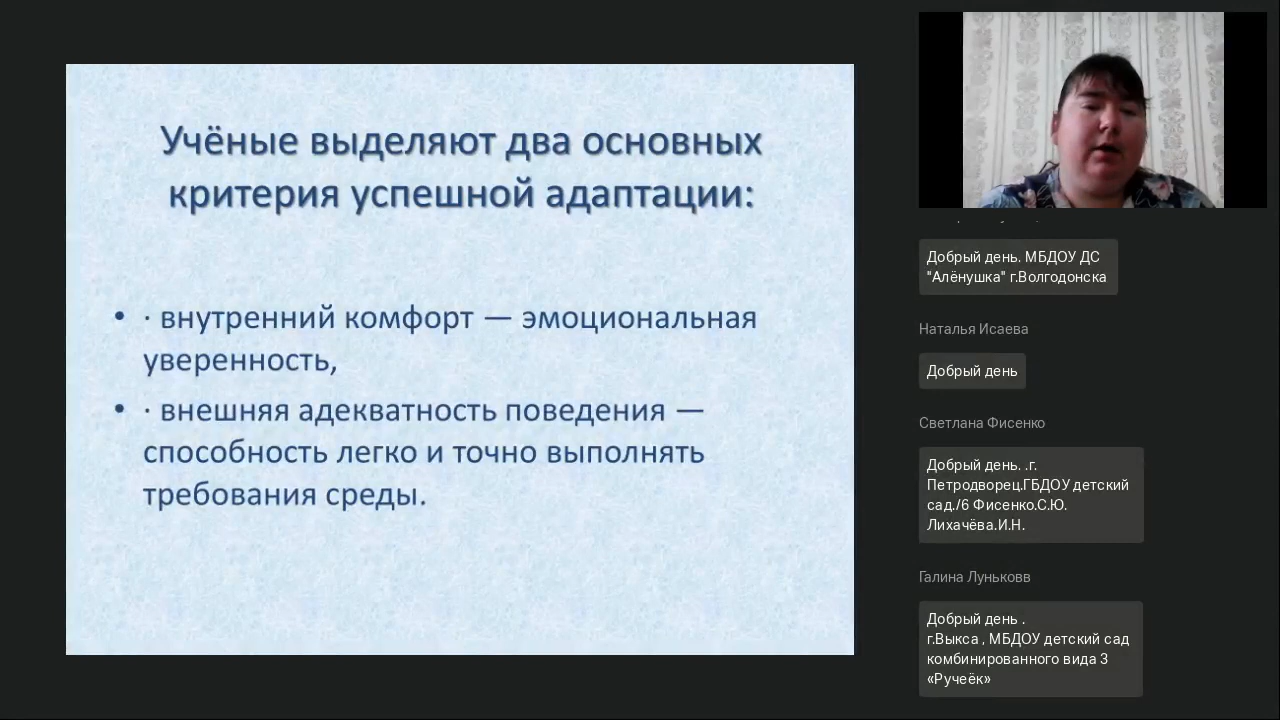 Учёные выделяют два основных
критерия успешной адаптации:
• · внутренний комфорт — эмоциональная
уверенность,
• · внешняя адекватность поведения —
способность легко и точно выполнять
требования среды.
Добрый день. МБДОУ ДС
"Алёнушка" г.Волгодонска
Наталья Исаева
Добрый день
Светлана Фисенко
Добрый день. .г.
Петродворец.ГБДОУ детский
сад./6 Фисенко.С.Ю.
Лихачёва.И.Н.
Галина Луньковв
Добрый день .
г.Выкса , МБДОУ детский сад
комбинированного вида 3
«Ручеёк»